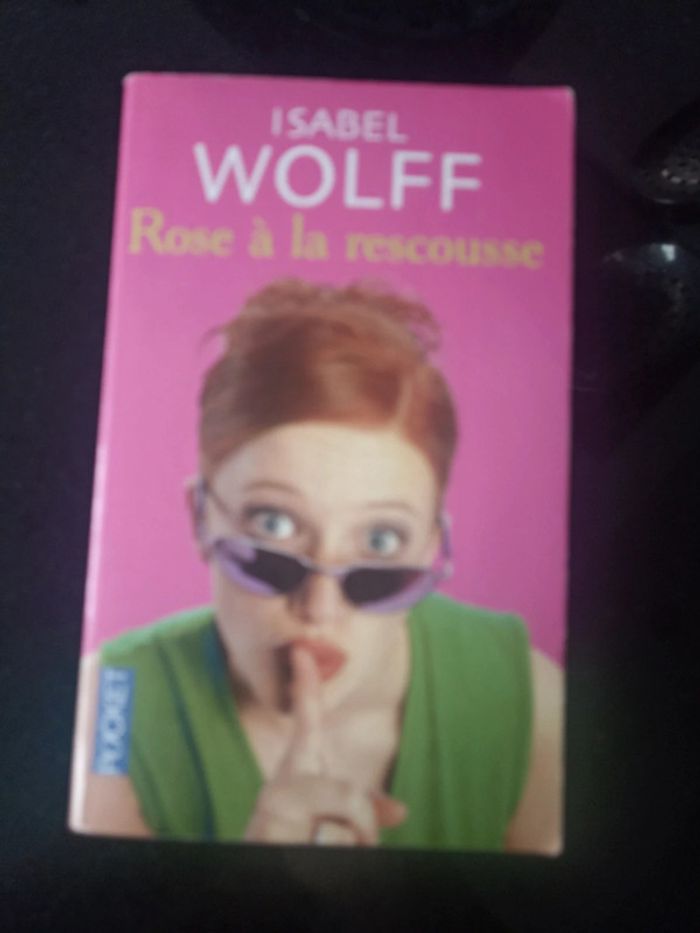 ISABEL
WOLFF
Rose à la rescousse
POCKET